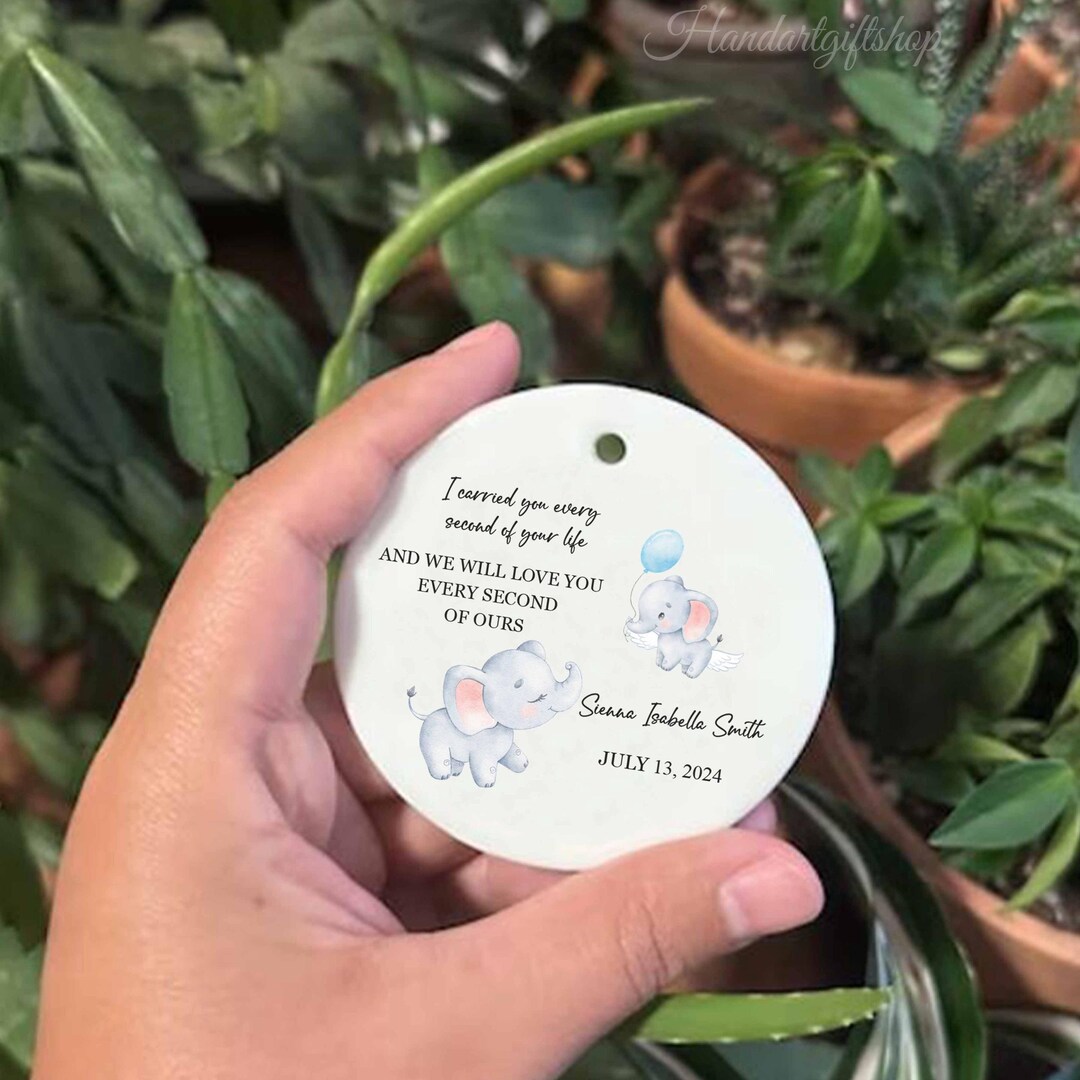 Handartgiftshop
I carried you every
second of your life
AND WE WILL LOVE YOU
EVERY SECOND
OF OURS
Sienna Isabella Smith
JULY 13, 2024